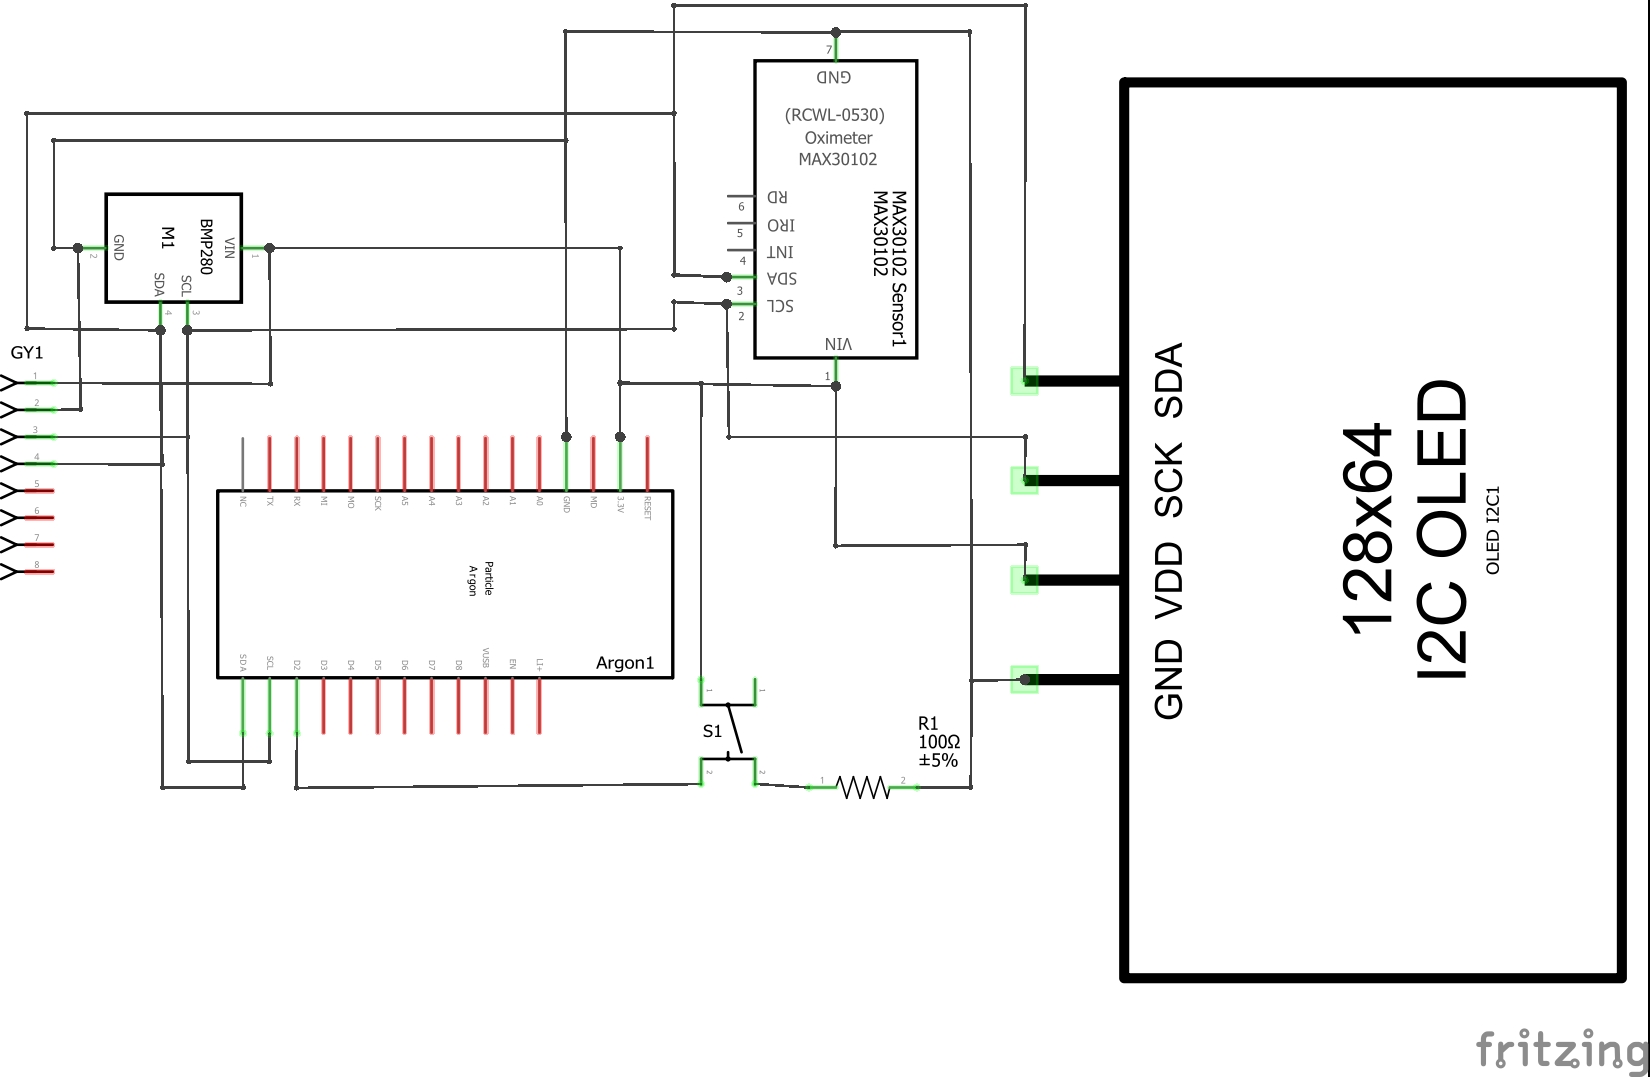 7
GND
(RCWL-0530)
Oximeter
MAX30102
RD
6
IRO
5
INT
4
SDA
3
SCL
2
VIN
1
MAX30102 Sensor1
MAX30102
M1
BMP280
GND
2
VIN
1
SDA
4
SCL
3
GY1
1
2
3
4
5
6
7
8
NC
TX
RX
MI
MO
SCK
A5
A4
A3
A2
A1
A0
GND
MD
3.3V
RESET
Particle
Argon
Argon1
SDA
SCL
D2
D3
D4
D5
D6
D7
D8
VUSB
EN
LI+
S1
1
1
2
2
R1
100Ω
±5%
1
2
GND VDD SCK SDA
128x64
I2C OLED
OLED I2C1
fritzing